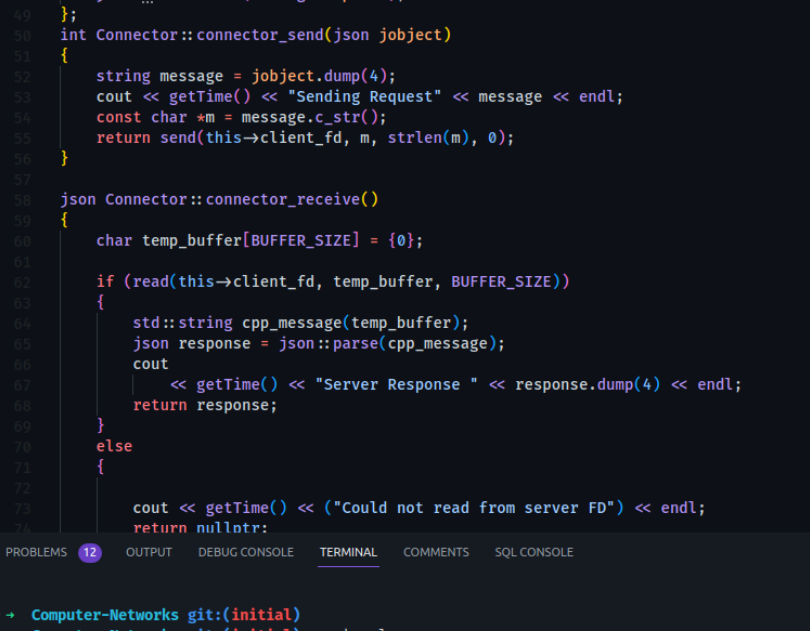 49 };
50 int Connector::connector_send(json jobject)
51 {
52 string message = jobject.dump(4);
53 cout << getTime() << "Sending Request" << message << endl;
54 const char *m = message.c_str();
55 return send(this->client_fd, m, strlen(m), 0);
56 }
57
58 json Connector::connector_receive()
59 {
60 char temp_buffer[BUFFER_SIZE] = {0};
61
62 if (read(this->client_fd, temp_buffer, BUFFER_SIZE))
63 {
64 std::string cpp_message(temp_buffer);
65 json response = json::parse(cpp_message);
66 cout
67 << getTime() << "Server Response " << response.dump(4) << endl;
68 return response;
69 }
70 else
71 {
72
73 cout << getTime() << ("Could not read from server FD") << endl;
74 return nullptr;
PROBLEMS 12 OUTPUT DEBUG CONSOLE TERMINAL COMMENTS SQL CONSOLE
→ Computer-Networks git:(initial)